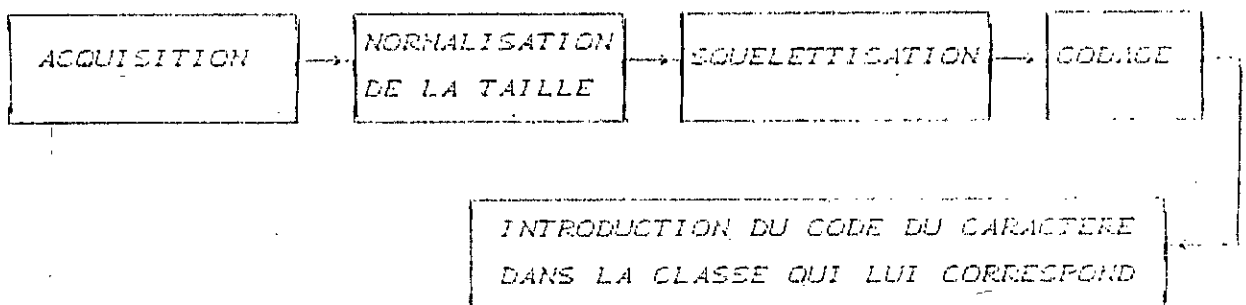 ACQUISITION
NORMALISATION
DE LA TAILLE
SQUELETTISATION
CODAGE
INTRODUCTION DU CODE DU CARACTERE
DANS LA CLASSE QUI LUI CORRESPOND